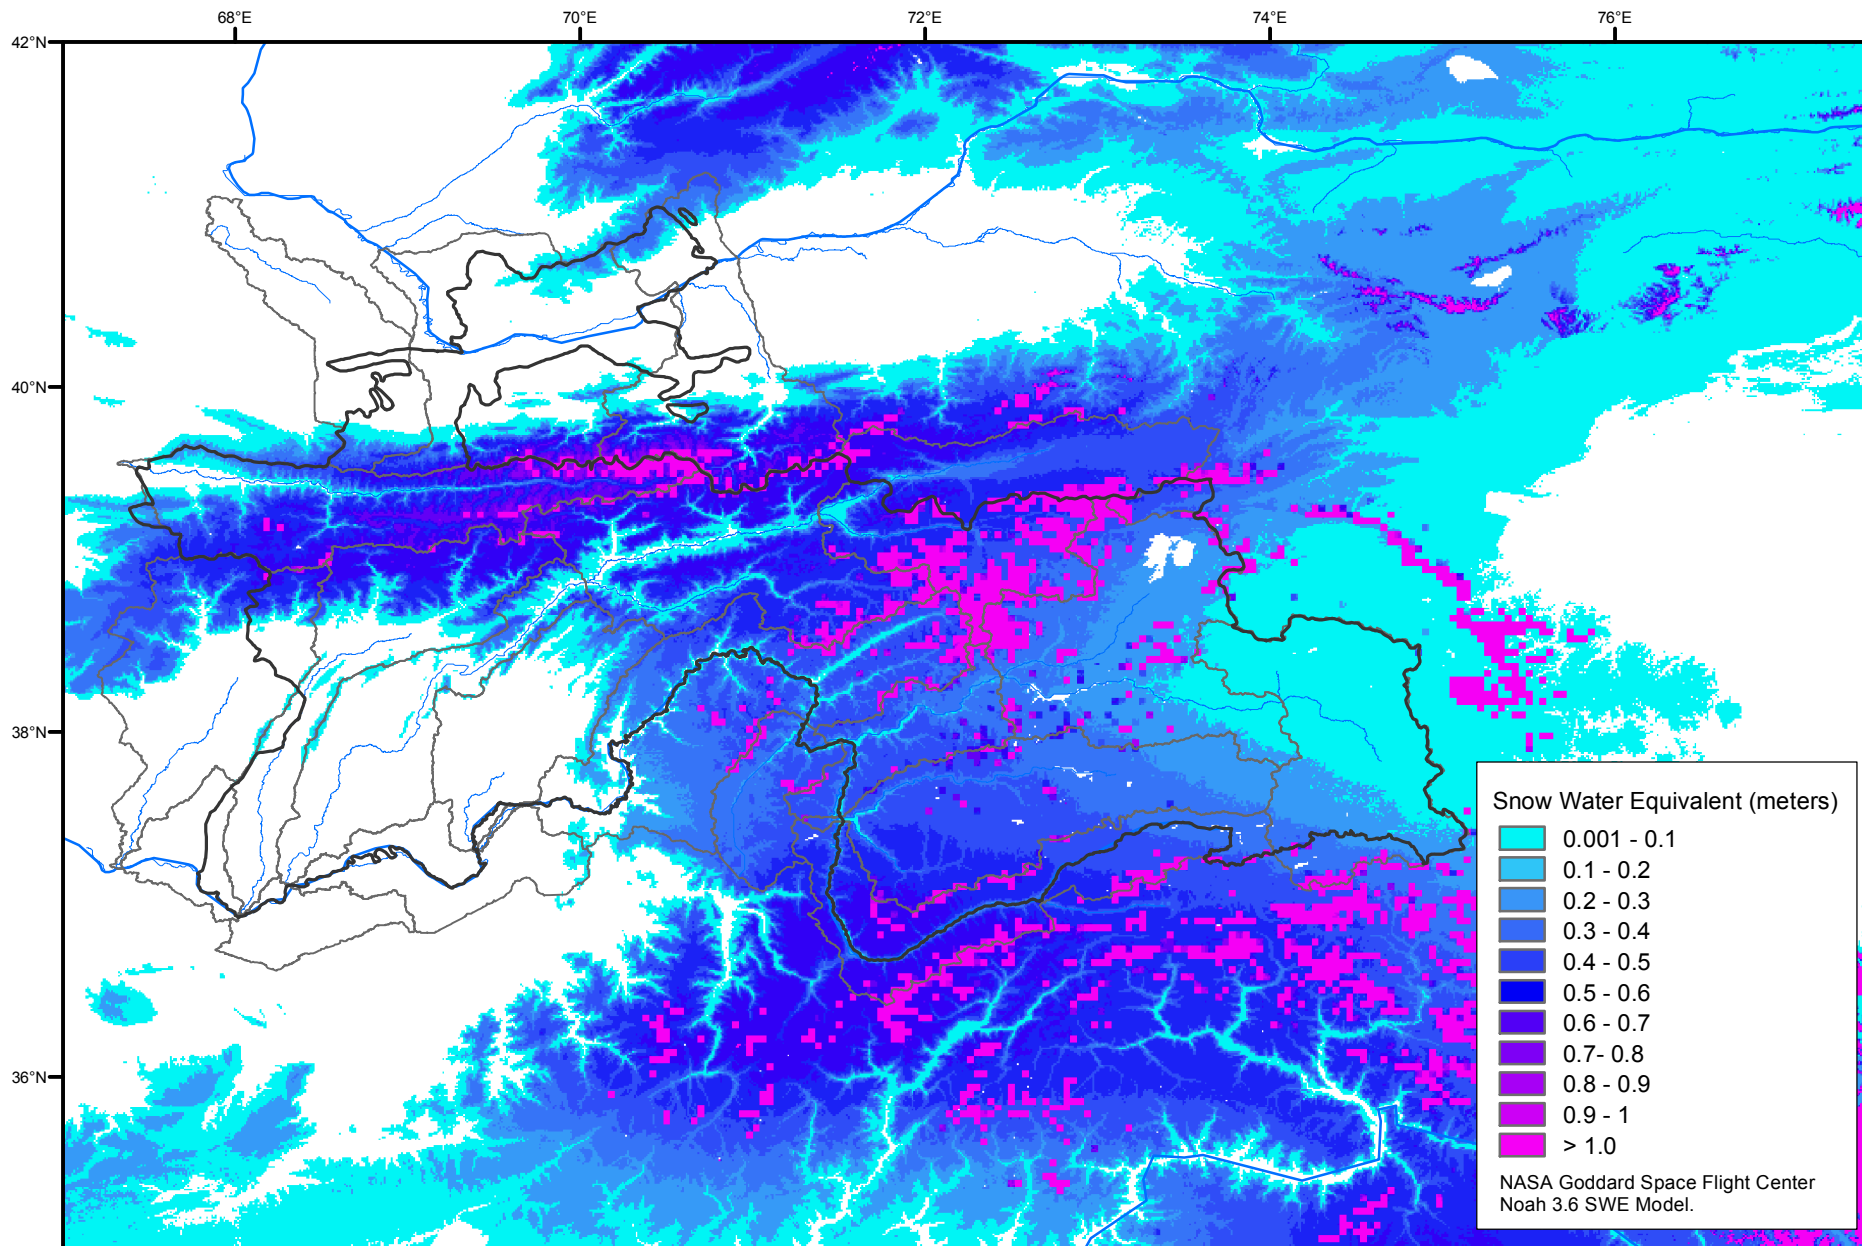 68°E 70°E 72°E 74°E 76°E
42°N
40°N
38°N
36°N
Snow Water Equivalent (meters)
0.001 - 0.1
0.1 - 0.2
0.2 - 0.3
0.3 - 0.4
0.4 - 0.5
0.5 - 0.6
0.6 - 0.7
0.7- 0.8
0.8 - 0.9
0.9 - 1
> 1.0
NASA Goddard Space Flight Center
Noah 3.6 SWE Model.